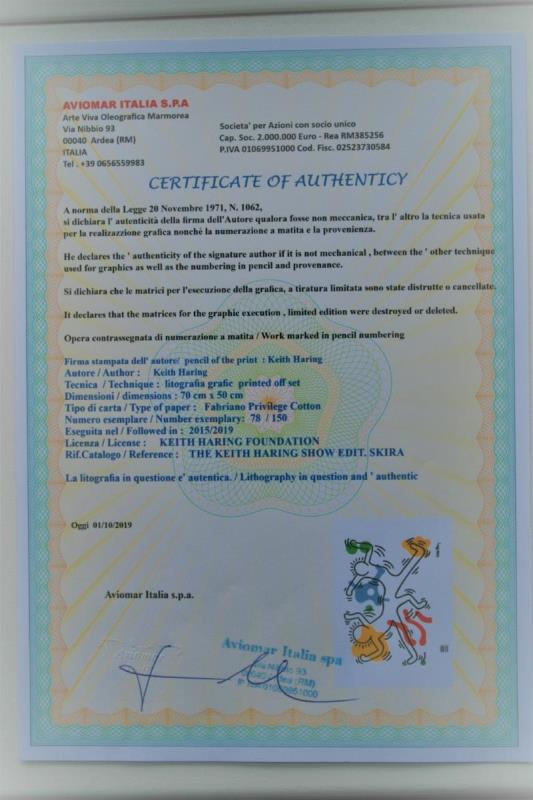 AVIOMAR ITALIA S.P.A
Arte Viva Oleografica Marmorea
Via Nibbio 93
00040 Ardea (RM)
ITALIA
Tel . +39 0656559983
Societa' per Azioni con socio unico
Cap. Soc. 2.000.000 Euro - Rea RM385256
P.IVA 01069951000 Cod. Fisc. 02523730584
CERTIFICATE OF AUTHENTICY
A norma della Legge 20 Novembre 1971, N. 1062,
si dichiara l' autenticità della firma dell'Autore qualora fosse non meccanica, tra l' altro la tecnica usata
per la realizazzione grafica nonchè la numerazione a matita e la provenienza.
He declares the ' authenticity of the signature author if it is not mechanical , between the ' other technique
used for graphics as well as the numbering in pencil and provenance.
Si dichiara che le matrici per l'esecuzione della grafica, a tiratura limitata sono state distrutte o cancellate.
It declares that the matrices for the graphic execution , limited edition were destroyed or deleted.
Opera contrassegnata di numerazione a matita / Work marked in pencil numbering
Firma stampata dell' autore/ pencil of the print : Keith Haring
Autore / Author : Keith Haring
Tecnica / Technique : litografia grafic printed off set
Dimensioni / dimensions : 70 cm x 50 cm
Tipo di carta / Type of paper : Fabriano Privilege Cotton
Numero esemplare / Number exemplary: 78 / 150
Eseguita nel / Followed in : 2015/2019
Licenza / License : KEITH HARING FOUNDATION
Rif.Catalogo / Reference : THE KEITH HARING SHOW EDIT. SKIRA
La litografia in questione e' autentica. / Lithography in question and ' authentic
Oggi 01/10/2019
Aviomar Italia s.p.a.
Aviomar
Aviomar Italia spa
Via Nibbio 93
00040 Ardea (RM)
P. IVA 01069951000